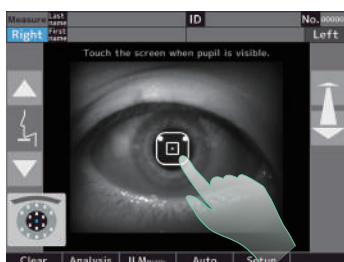 Measure Last name ID No. 00000
Right First name Left
Touch the screen when pupil is visible.
Clear Analysis Auto Setup